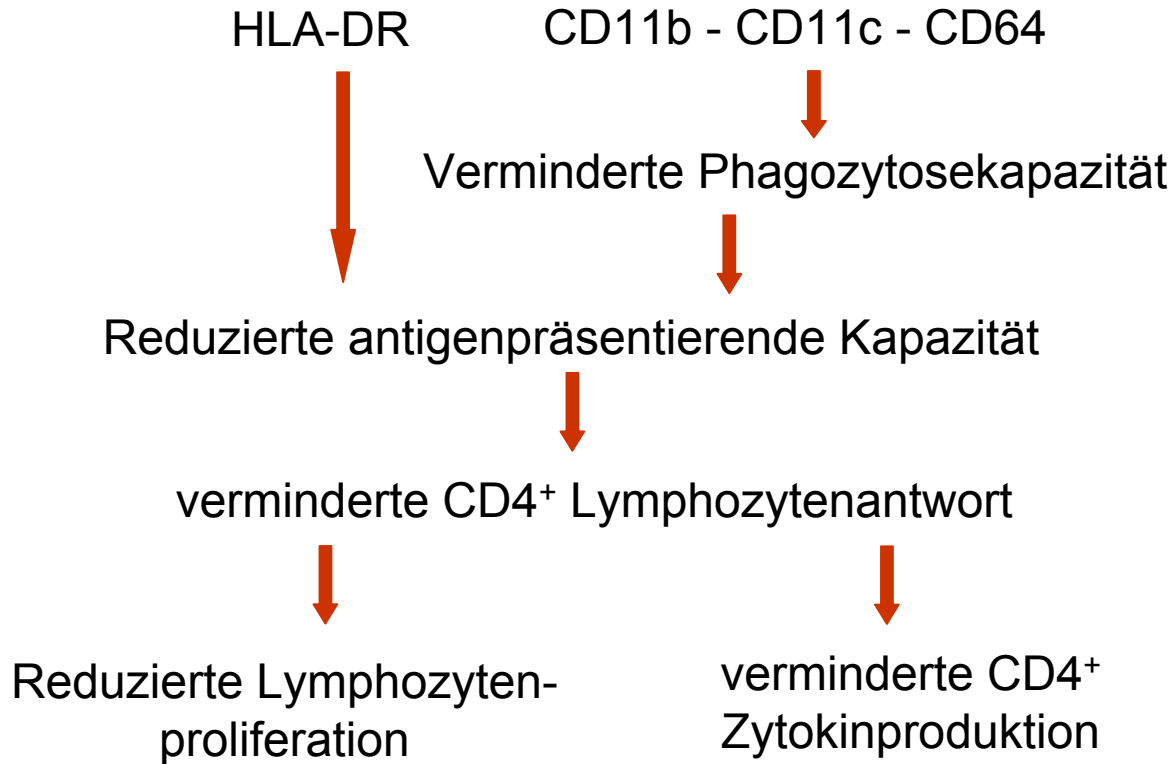 HLA-DR
CD11b - CD11c - CD64
Verminderte Phagozytosekapazität
Reduzierte antigenpräsentierende Kapazität
verminderte CD4⁺ Lymphozytenantwort
Reduzierte Lymphozyten-
proliferation
verminderte CD4⁺
Zytokinproduktion